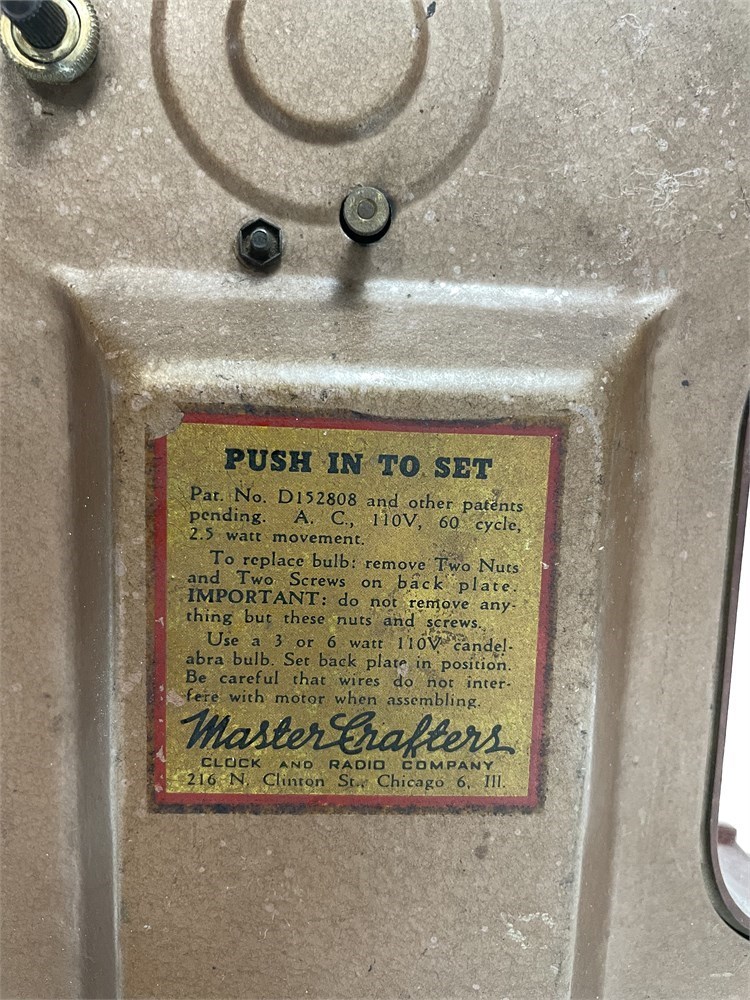 PUSH IN TO SET
Pat. No. D152808 and other patents
pending. A. C., 110V, 60 cycle,
2.5 watt movement.
To replace bulb: remove Two Nuts
and Two Screws on back plate.
IMPORTANT: do not remove any-
thing but these nuts and screws.
Use a 3 or 6 watt 110V candel-
abra bulb. Set back plate in position.
Be careful that wires do not inter-
fere with motor when assembling.
Master Crafters
CLOCK AND RADIO COMPANY
216 N. Clinton St., Chicago 6, Ill.